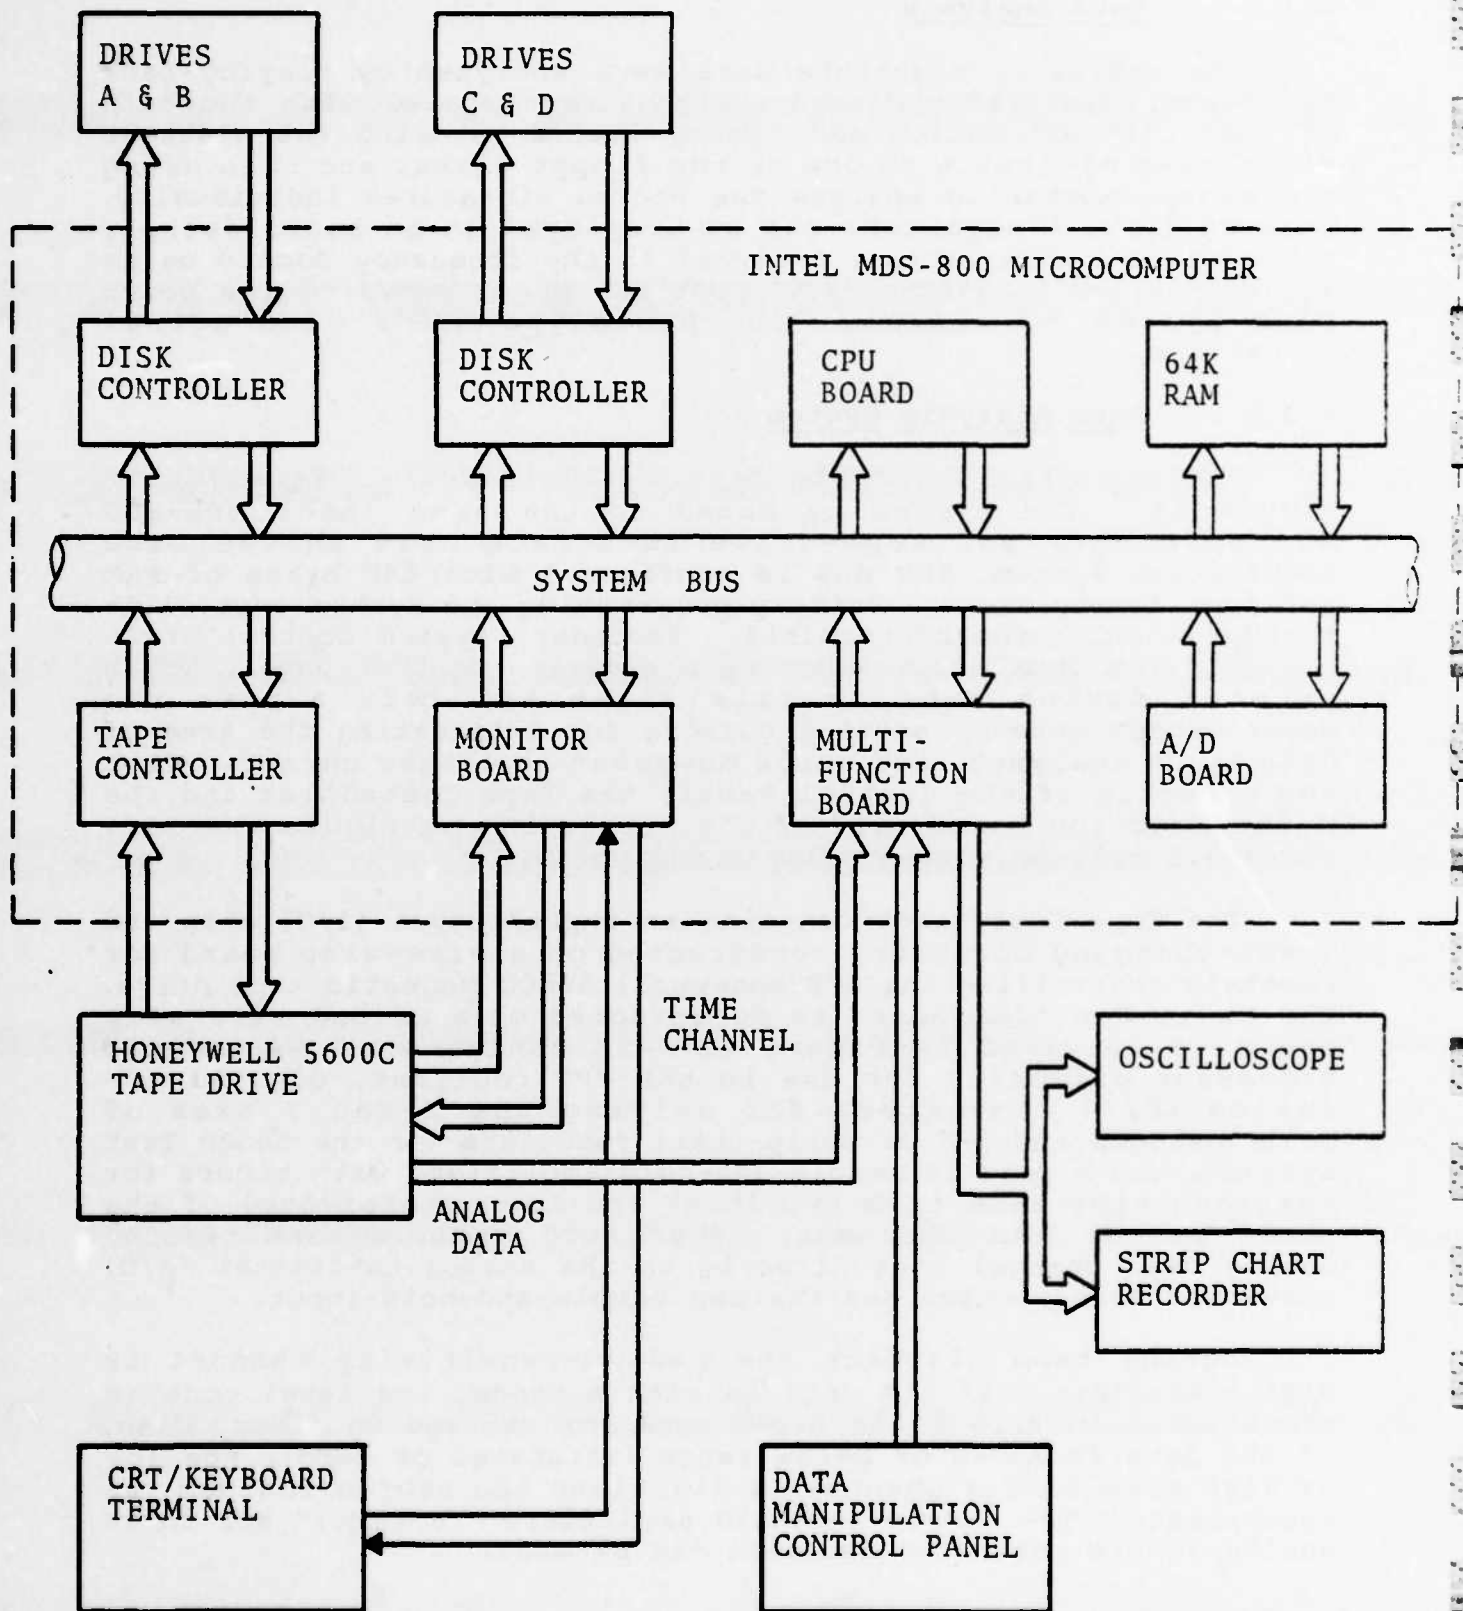 DRIVES
A & B
DRIVES
C & D
INTEL MDS-800 MICROCOMPUTER
DISK
CONTROLLER
DISK
CONTROLLER
CPU
BOARD
64K
RAM
SYSTEM BUS
TAPE
CONTROLLER
MONITOR
BOARD
MULTI-
FUNCTION
BOARD
A/D
BOARD
TIME
CHANNEL
HONEYWELL 5600C
TAPE DRIVE
OSCILLOSCOPE
ANALOG
DATA
STRIP CHART
RECORDER
CRT/KEYBOARD
TERMINAL
DATA
MANIPULATION
CONTROL PANEL